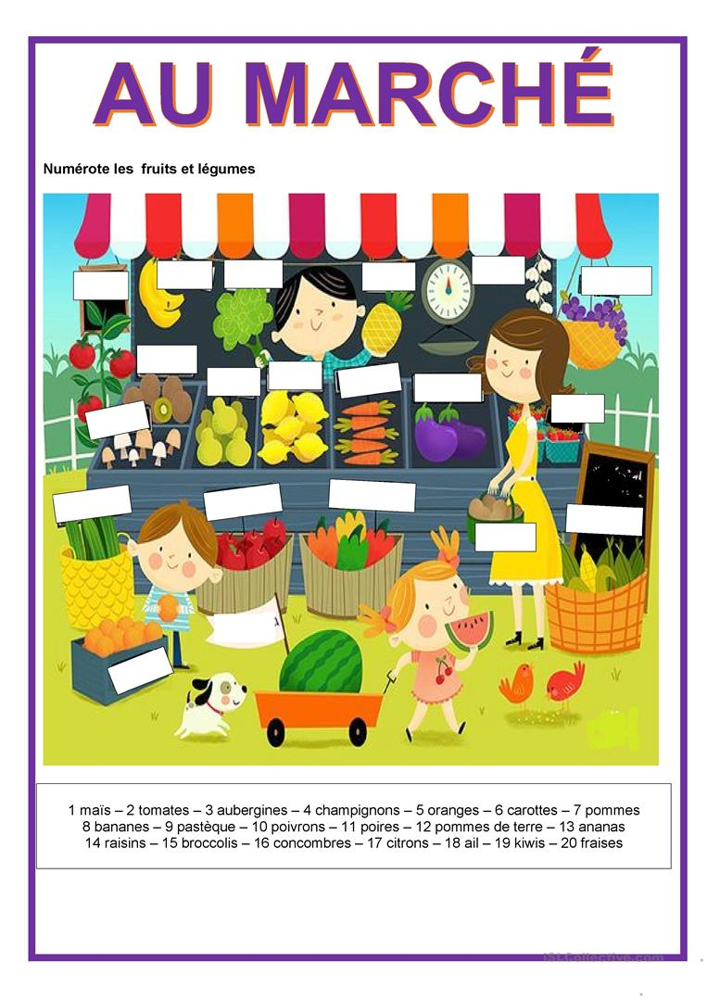 AU MARCHÉ
Numérote les  fruits et légumes
1 maïs – 2 tomates – 3 aubergines – 4 champignons – 5 oranges – 6 carottes – 7 pommes
8 bananes – 9 pastèque – 10 poivrons – 11 poires – 12 pommes de terre – 13 ananas
14 raisins – 15 broccolis – 16 concombres – 17 citrons – 18 ail – 19 kiwis – 20 fraises
iSLCollective.com